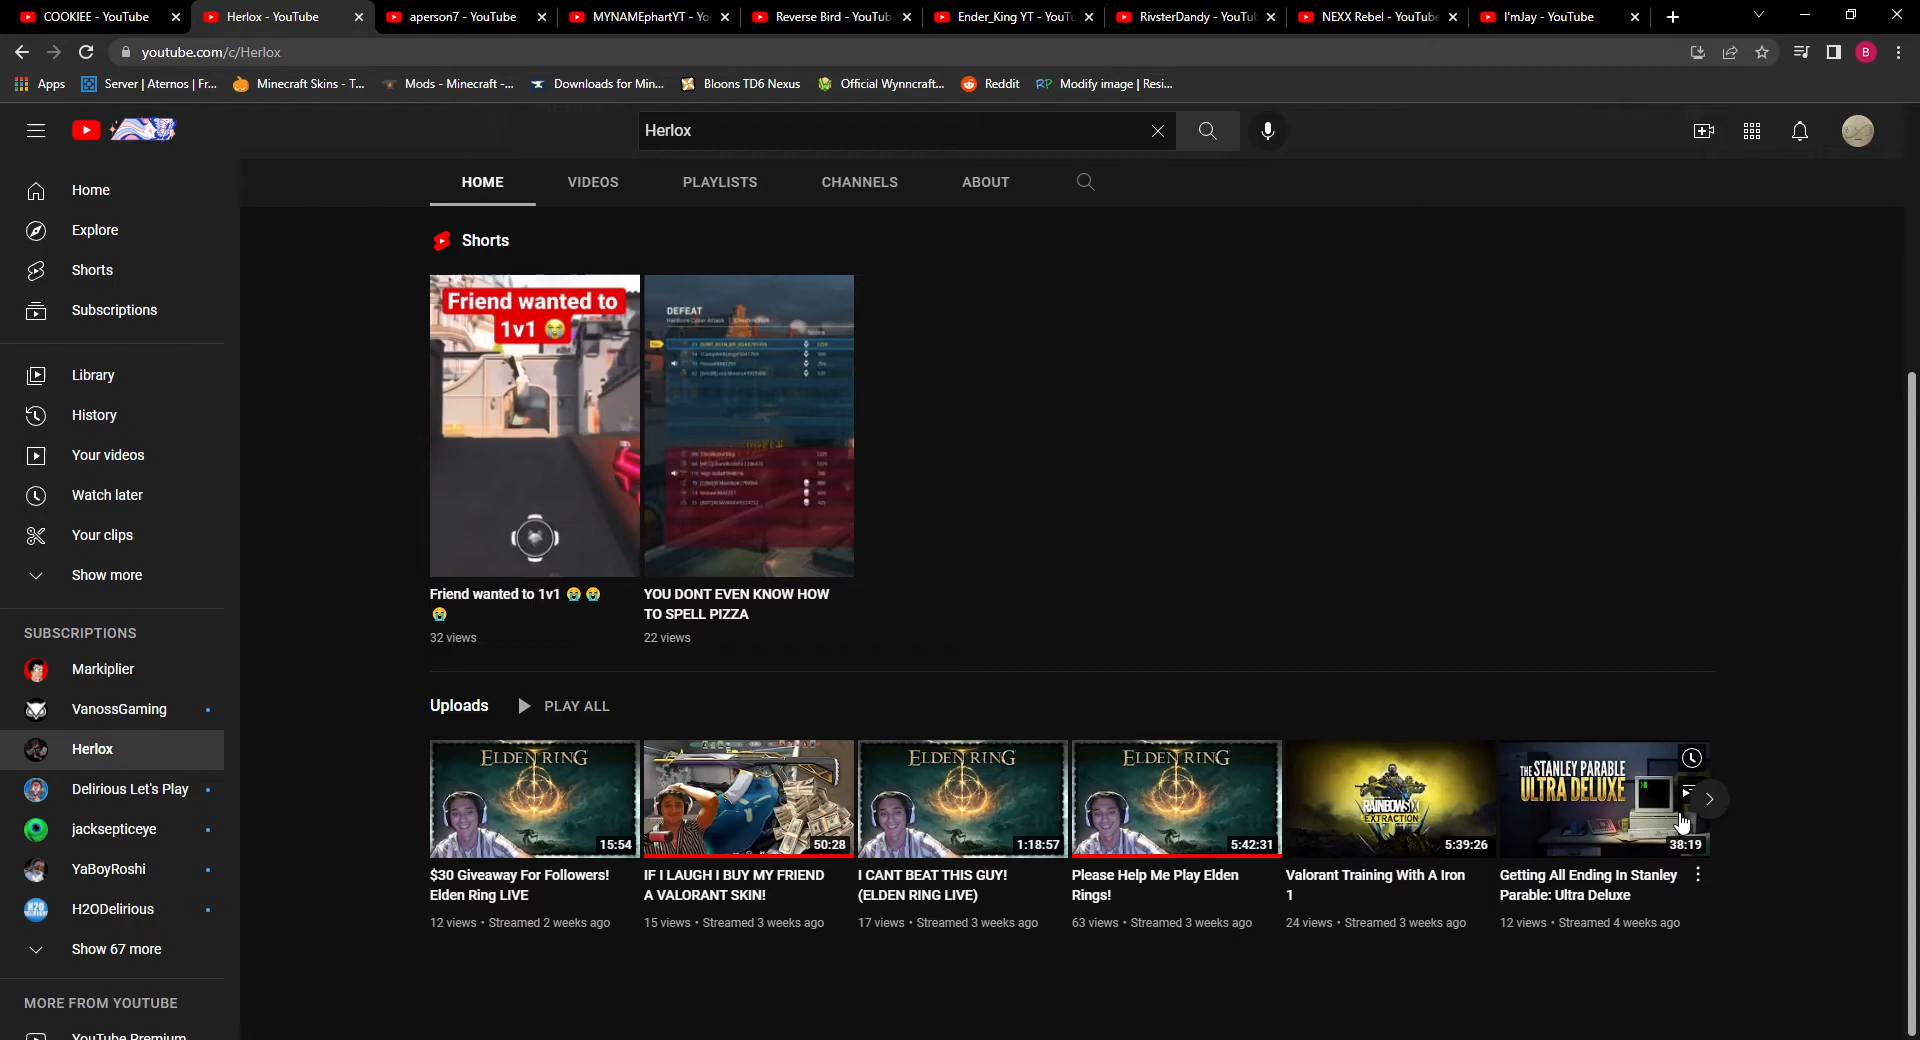 COOKIEE - YouTube
Herlox - YouTube
aperson7 - YouTube
MYNAMEphartYT - Yo
Reverse Bird - YouTub
Ender_King YT - YouTu
RivsterDandy - YouTu
NEXX Rebel - YouTube
I'mJay - YouTube
youtube.com/c/Herlox
B
Apps
Server | Aternos | Fr...
Minecraft Skins - T...
Mods - Minecraft -...
Downloads for Min...
Bloons TD6 Nexus
Official Wynncraft...
Reddit
RP Modify image | Resi...
Herlox
Home
Explore
Shorts
Subscriptions
Library
History
Your videos
Watch later
Your clips
Show more
SUBSCRIPTIONS
Markiplier
VanossGaming
Herlox
Delirious Let's Play
jacksepticeye
YaBoyRoshi
H2ODelirious
Show 67 more
MORE FROM YOUTUBE
YouTube Premium
HOME
VIDEOS
PLAYLISTS
CHANNELS
ABOUT
Shorts
Friend wanted to
1v1 😭
DEFEAT
Friend wanted to 1v1 😭 😭
😭
32 views
YOU DONT EVEN KNOW HOW
TO SPELL PIZZA
22 views
Uploads
PLAY ALL
ELDEN RING
15:54
$30 Giveaway For Followers!
Elden Ring LIVE
12 views • Streamed 2 weeks ago
50:28
IF I LAUGH I BUY MY FRIEND
A VALORANT SKIN!
15 views • Streamed 3 weeks ago
ELDEN RING
1:18:57
I CANT BEAT THIS GUY!
(ELDEN RING LIVE)
17 views • Streamed 3 weeks ago
ELDEN RING
5:42:31
Please Help Me Play Elden
Rings!
63 views • Streamed 3 weeks ago
RAINBOW SIX
EXTRACTION
5:39:26
Valorant Training With A Iron
1
24 views • Streamed 3 weeks ago
THE STANLEY PARABLE
ULTRA DELUXE
38:19
Getting All Ending In Stanley
Parable: Ultra Deluxe
12 views • Streamed 4 weeks ago